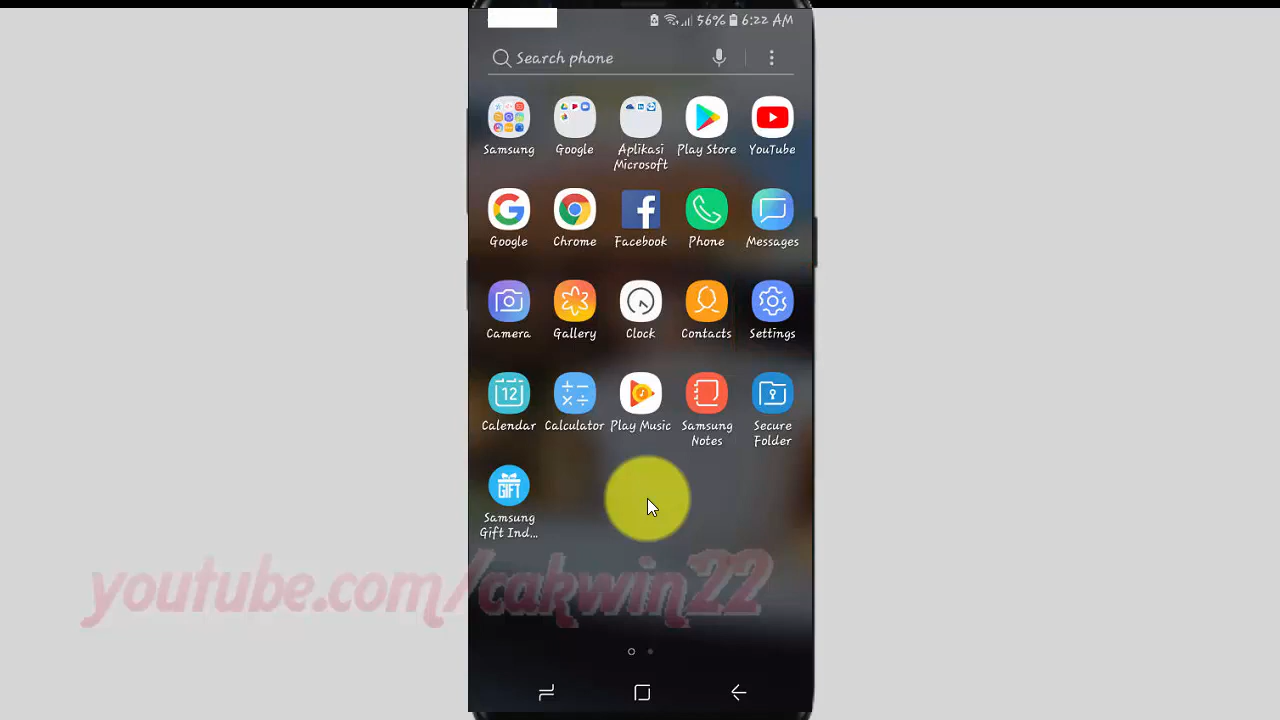 56% 6:22 AM
Search phone
Samsung
Google
Aplikasi
Microsoft
Play Store
YouTube
Google
Chrome
Facebook
Phone
Messages
Camera
Gallery
Clock
Contacts
Settings
12
Calendar
Calculator
Play Music
Samsung
Notes
Secure
Folder
GIFT
Samsung
Gift Ind...
youtube.com/cakwin22